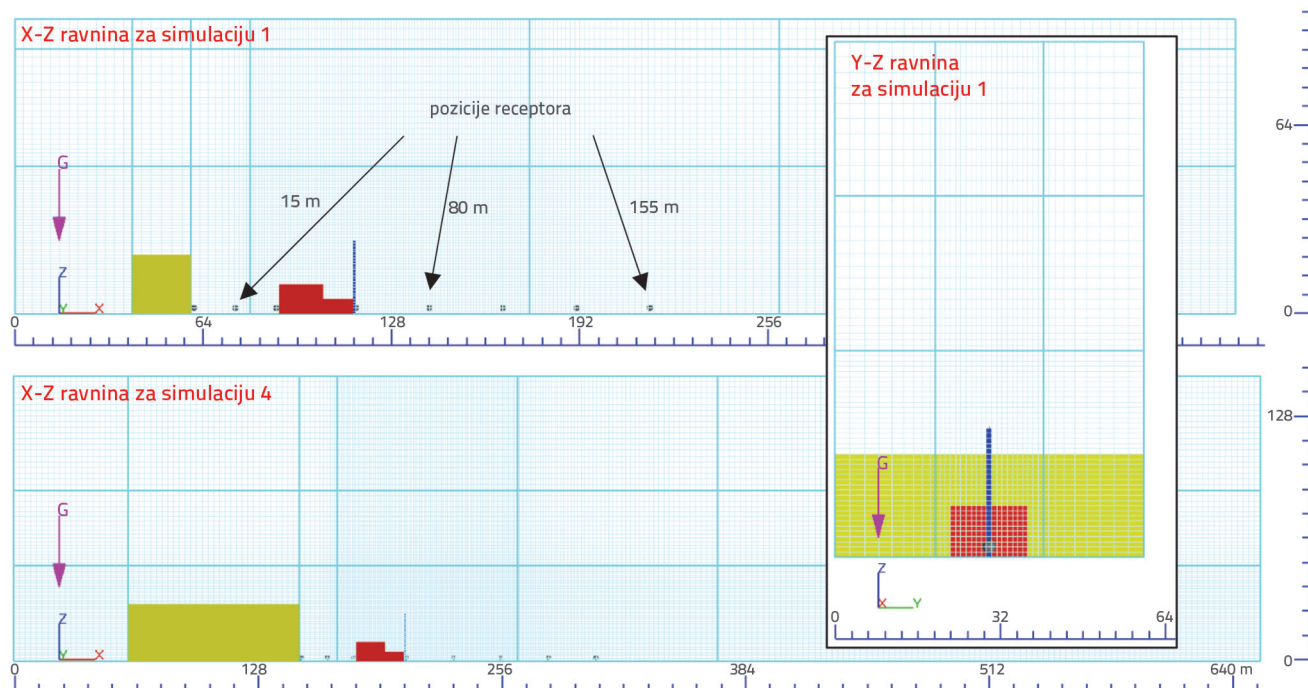 X-Z ravnina za simulaciju 1
pozicije receptora
15 m
80 m
155 m
G
Z
Y
X
0
64
128
192
256
64
0
Y-Z ravnina
za simulaciju 1
G
Z
X
Y
0
32
64
X-Z ravnina za simulaciju 4
G
Z
Y
X
0
128
256
384
512
640 m
128
0